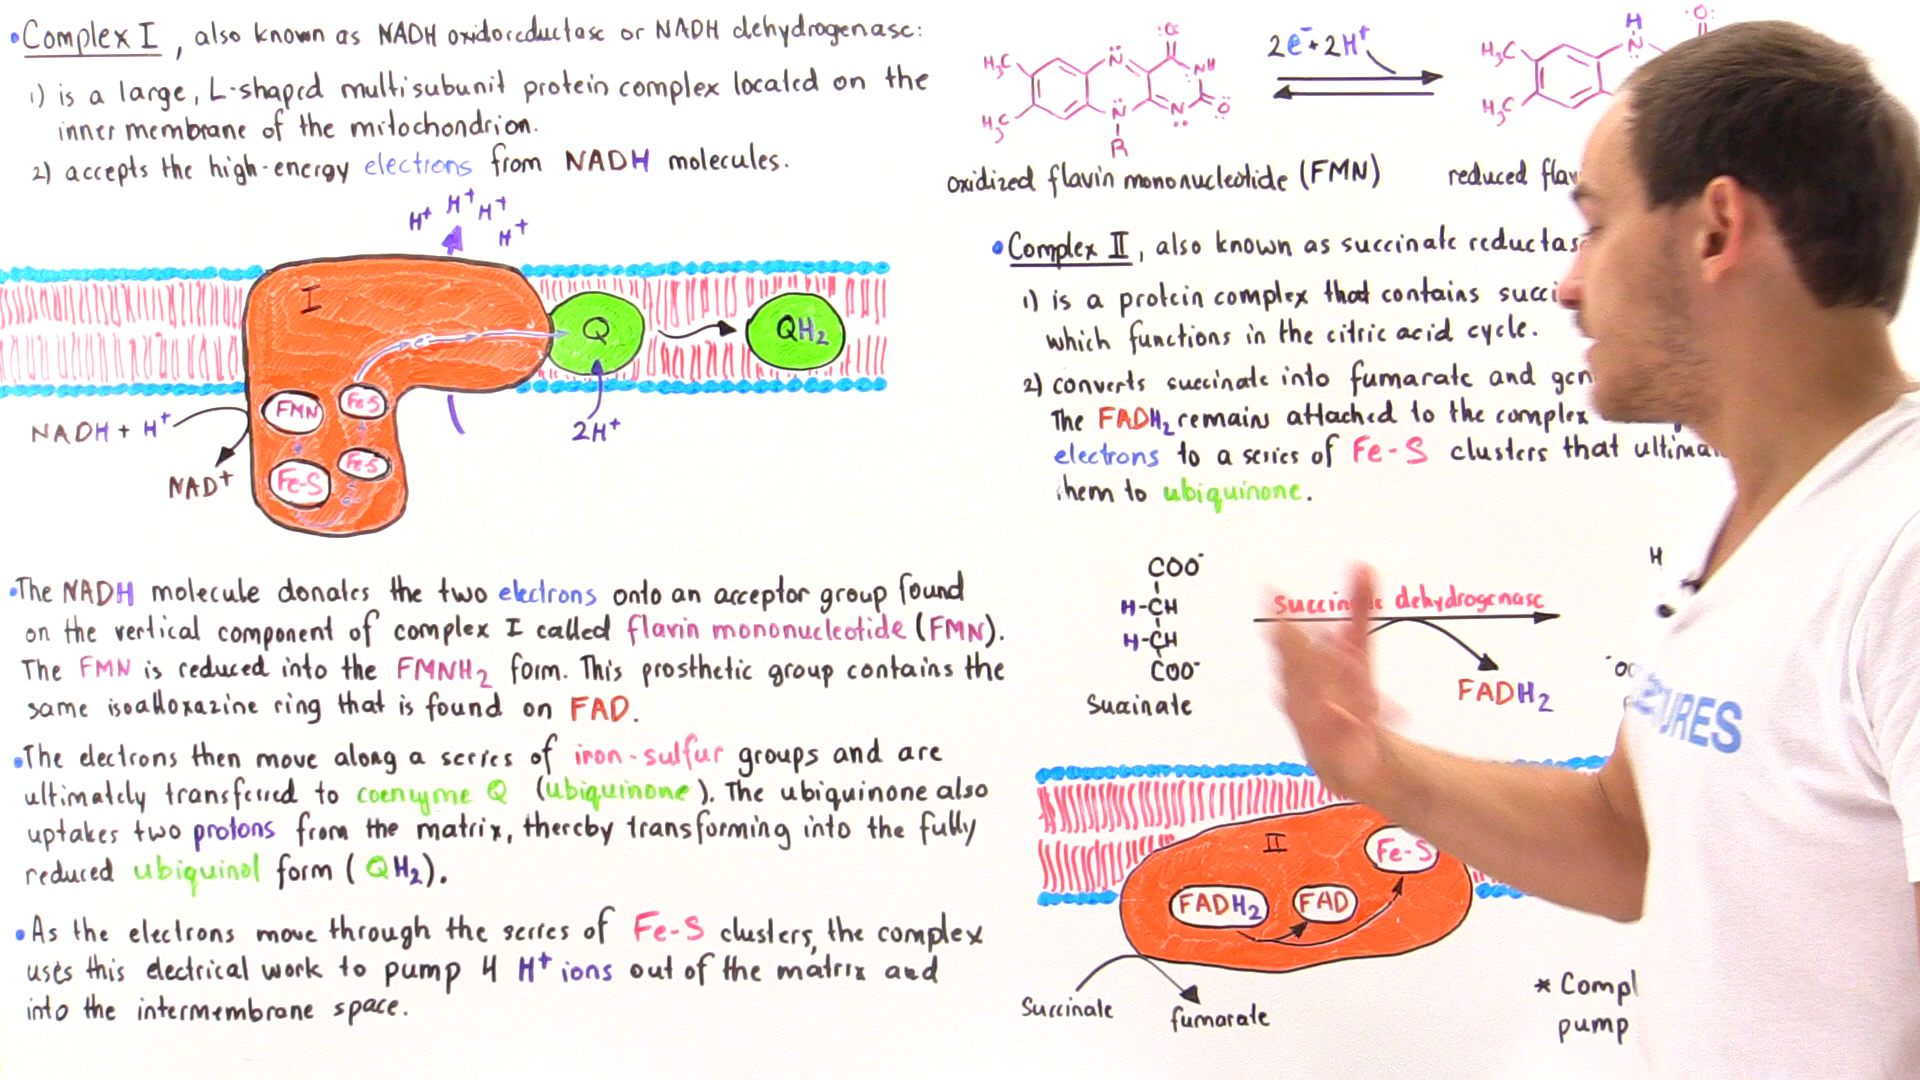 •Complex I, also known as NADH oxidoreductase or NADH dehydrogenase:
1) is a large, L-shaped multisubunit protein complex located on the
inner membrane of the mitochondrion.
2) accepts the high-energy electrons from NADH molecules.
H+ H+ H+
H+
I
Q
QH2
FMN
Fe-S
Fe-S
Fe-S
e-
e-
NADH + H+
NAD+
2H+
•The NADH molecule donates the two electrons onto an acceptor group found
on the vertical component of complex I called flavin mononucleotide (FMN).
The FMN is reduced into the FMNH2 form. This prosthetic group contains the
same isoalloxazine ring that is found on FAD.
•The electrons then move along a series of iron-sulfur groups and are
ultimately transferred to coenzyme Q (ubiquinone). The ubiquinone also
uptakes two protons from the matrix, thereby transforming into the fully
reduced ubiquinol form (QH2).
•As the electrons move through the series of Fe-S clusters, the complex
uses this electrical work to pump 4 H+ ions out of the matrix and
into the intermembrane space.
H3C
H3C
N
N
R
O
NH
N
O
2e- + 2H+
H3C
H3C
H
N
O
oxidized flavin mononucleotide (FMN)
reduced
•Complex II, also known as succinate
1) is a protein complex that contains
which functions in the citric acid cycle.
2) converts succinate into fumarate and
The FADH2 remains attached to the complex
electrons to a series of Fe-S clusters that
them to ubiquinone.
COO-
H-CH
H-CH
COO-
Succinate
dehydrogenase
FADH2
H
-OO
URES
II
Fe-S
FADH2
FAD
Succinate
fumarate
*
pump